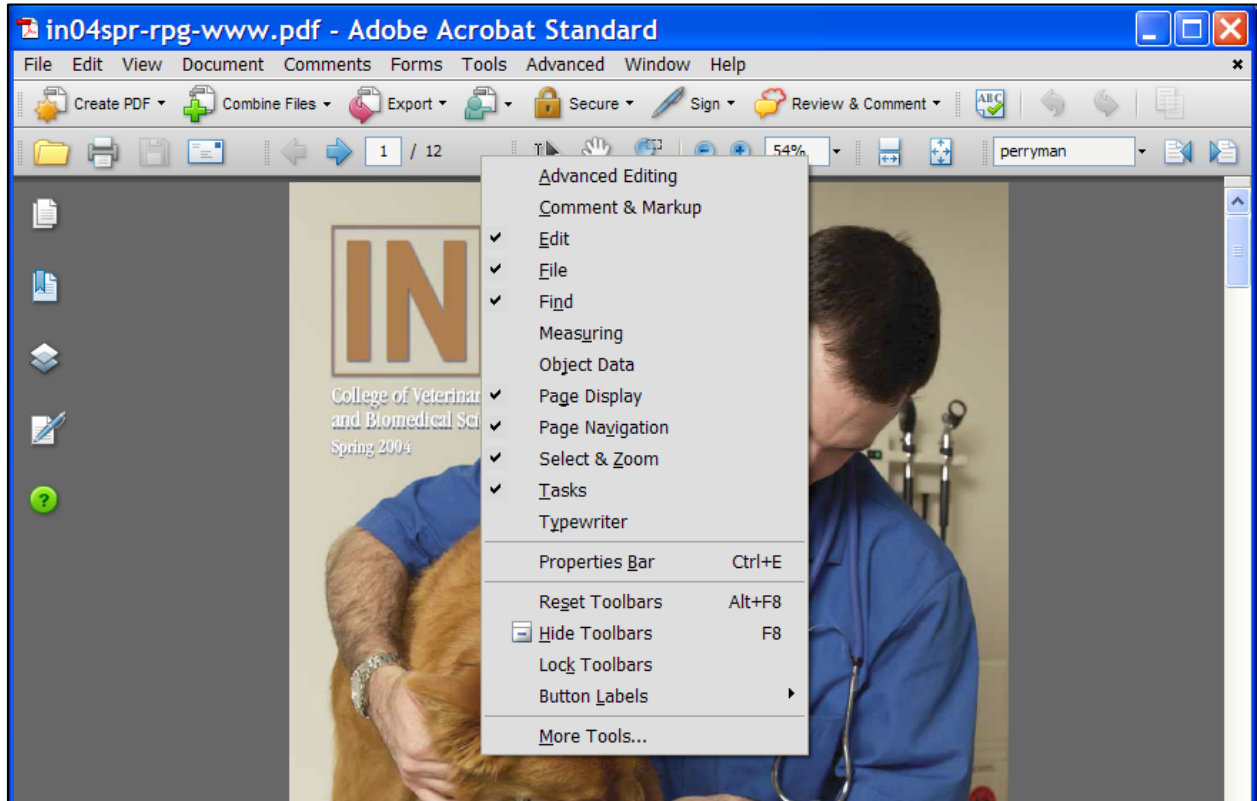 in04spr-rpg-www.pdf - Adobe Acrobat Standard
File Edit View Document Comments Forms Tools Advanced Window Help
Create PDF Combine Files Export Secure Sign Review & Comment ABC
1 / 12 54% perryman
Advanced Editing
Comment & Markup
Edit
File
Find
Measuring
Object Data
Page Display
Page Navigation
Select & Zoom
Tasks
Typewriter
Properties Bar Ctrl+E
Reset Toolbars Alt+F8
Hide Toolbars F8
Lock Toolbars
Button Labels
More Tools...
IN
College of Veterinar
and Biomedical Sci
Spring 2004
?